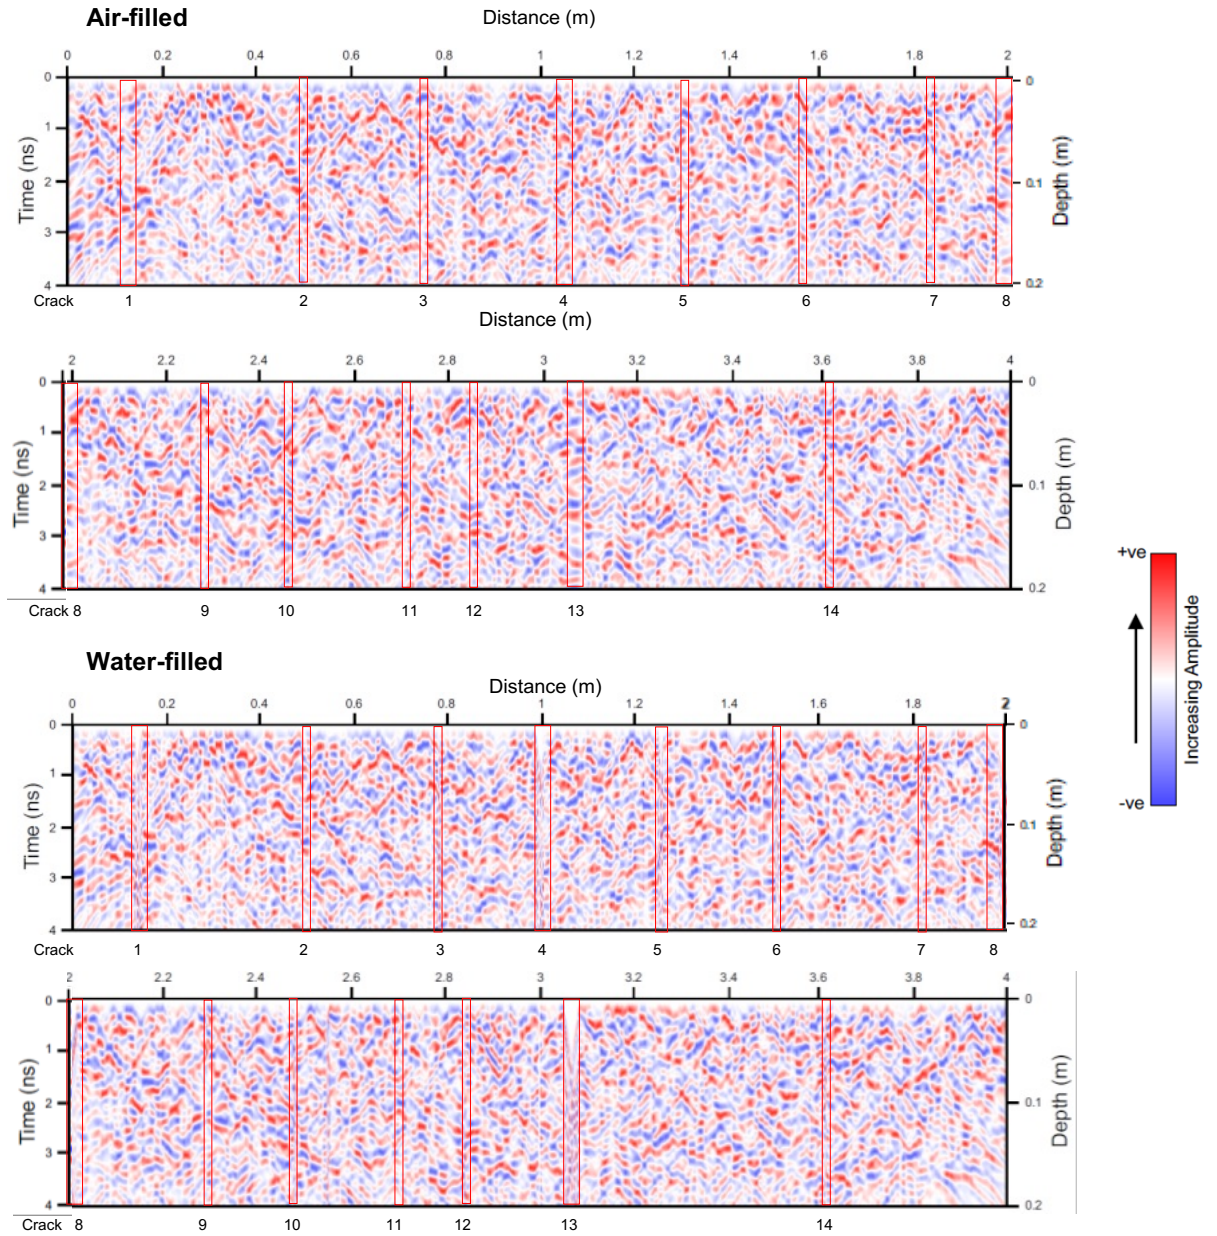 Air-filled
Distance (m)
0 0.2 0.4 0.6 0.8 1 1.2 1.4 1.6 1.8 2
Time (ns)
0
1
2
3
4
Depth (m)
0
0.1
0.2
Crack 1 2 3 4 5 6 7 8
Distance (m)
2 2.2 2.4 2.6 2.8 3 3.2 3.4 3.6 3.8 4
Time (ns)
0
1
2
3
4
Depth (m)
0
0.1
0.2
Crack 8 9 10 11 12 13 14
+ve
Increasing Amplitude
-ve
Water-filled
Distance (m)
0 0.2 0.4 0.6 0.8 1 1.2 1.4 1.6 1.8 2
Time (ns)
0
1
2
3
4
Depth (m)
0
0.1
0.2
Crack 1 2 3 4 5 6 7 8
2 2.2 2.4 2.6 2.8 3 3.2 3.4 3.6 3.8 4
Time (ns)
0
1
2
3
4
Depth (m)
0
0.1
0.2
Crack 8 9 10 11 12 13 14